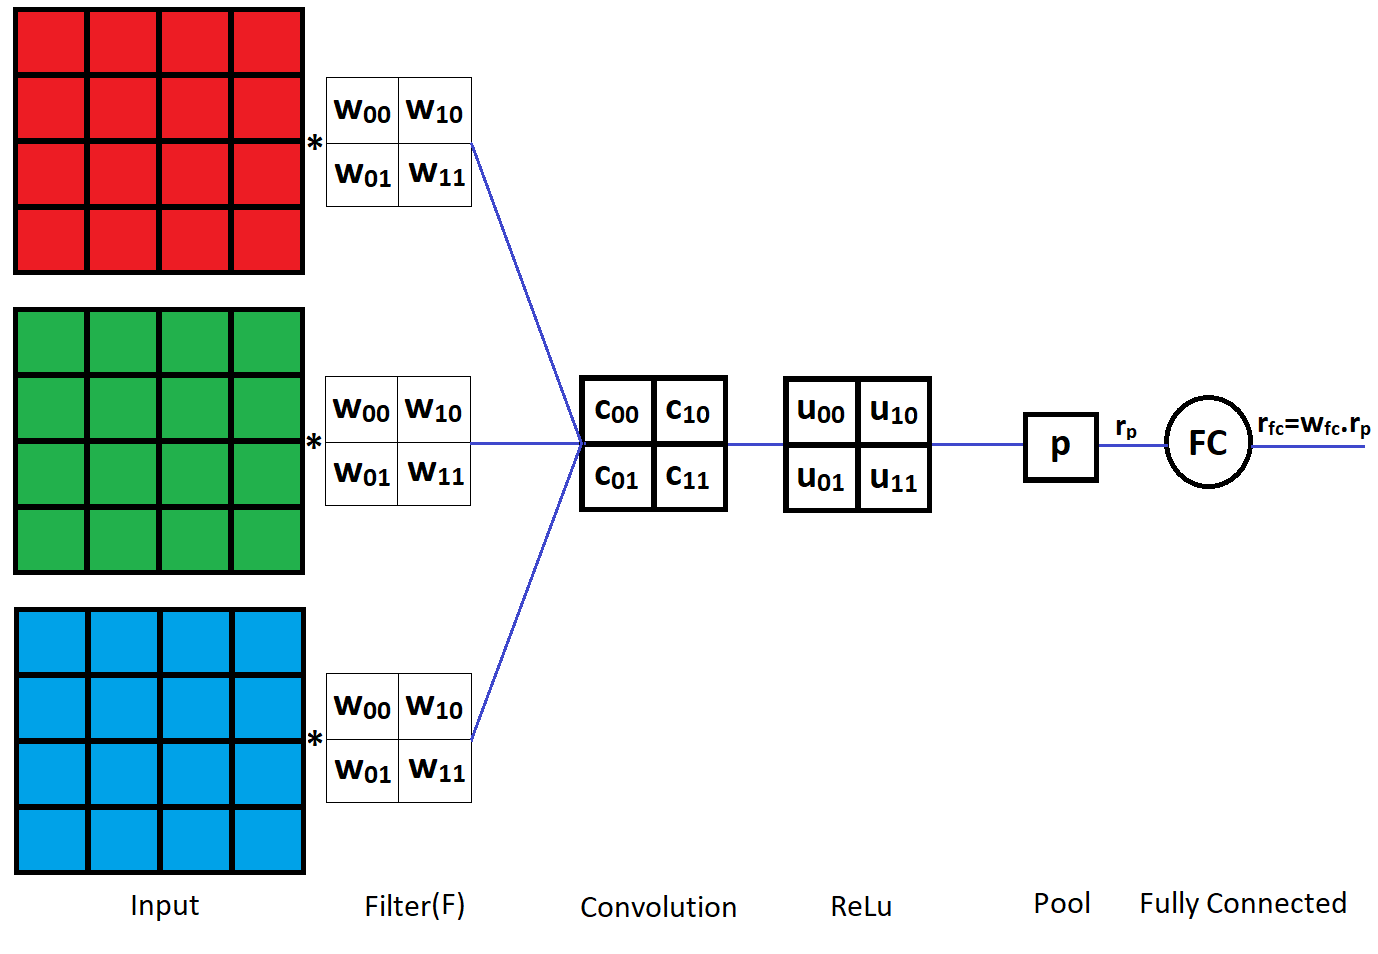 w00 w10
* w01 w11
w00 w10
* w01 w11
w00 w10
* w01 w11
c00 c10
c01 c11
u00 u10
u01 u11
p
rp
FC
rfc=wfc.rp
Input
Filter(F)
Convolution
ReLu
Pool
Fully Connected